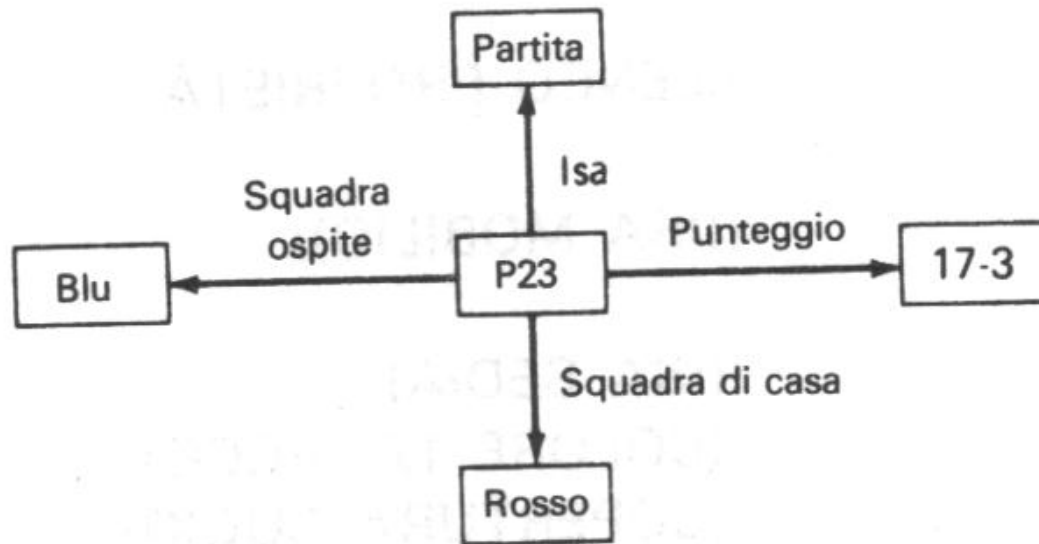 Partita
Isa
Squadra
ospite
Punteggio
Blu
P23
17-3
Squadra di casa
Rosso